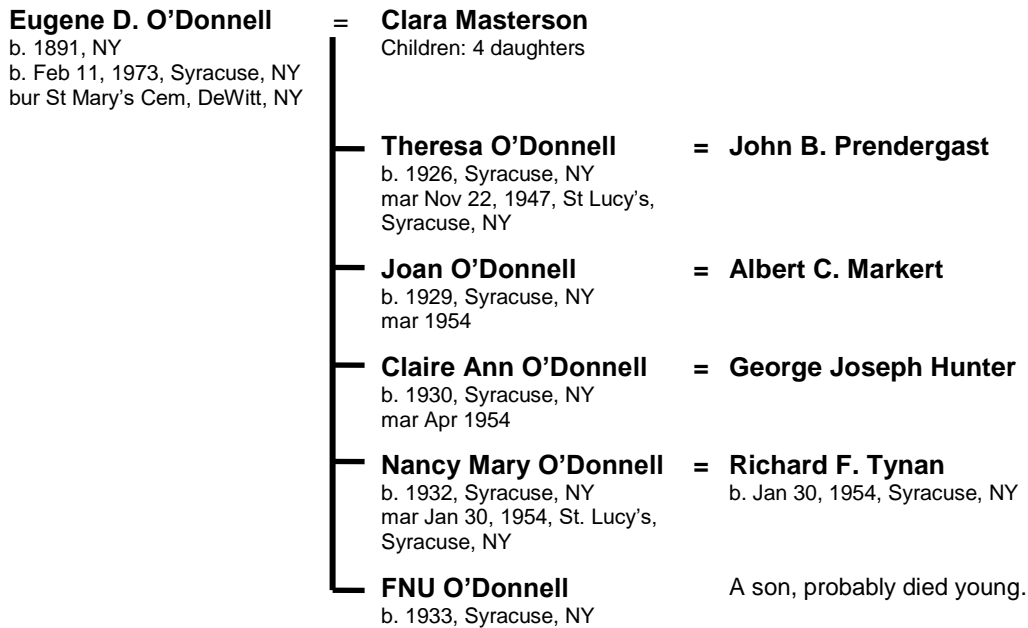 Eugene D. O’Donnell = Clara Masterson
b. 1891, NY Children: 4 daughters
b. Feb 11, 1973, Syracuse, NY
bur St Mary’s Cem, DeWitt, NY
Theresa O’Donnell = John B. Prendergast
b. 1926, Syracuse, NY
mar Nov 22, 1947, St Lucy’s,
Syracuse, NY
Joan O’Donnell = Albert C. Markert
b. 1929, Syracuse, NY
mar 1954
Claire Ann O’Donnell = George Joseph Hunter
b. 1930, Syracuse, NY
mar Apr 1954
Nancy Mary O’Donnell = Richard F. Tynan
b. 1932, Syracuse, NY b. Jan 30, 1954, Syracuse, NY
mar Jan 30, 1954, St. Lucy’s,
Syracuse, NY
FNU O’Donnell A son, probably died young.
b. 1933, Syracuse, NY